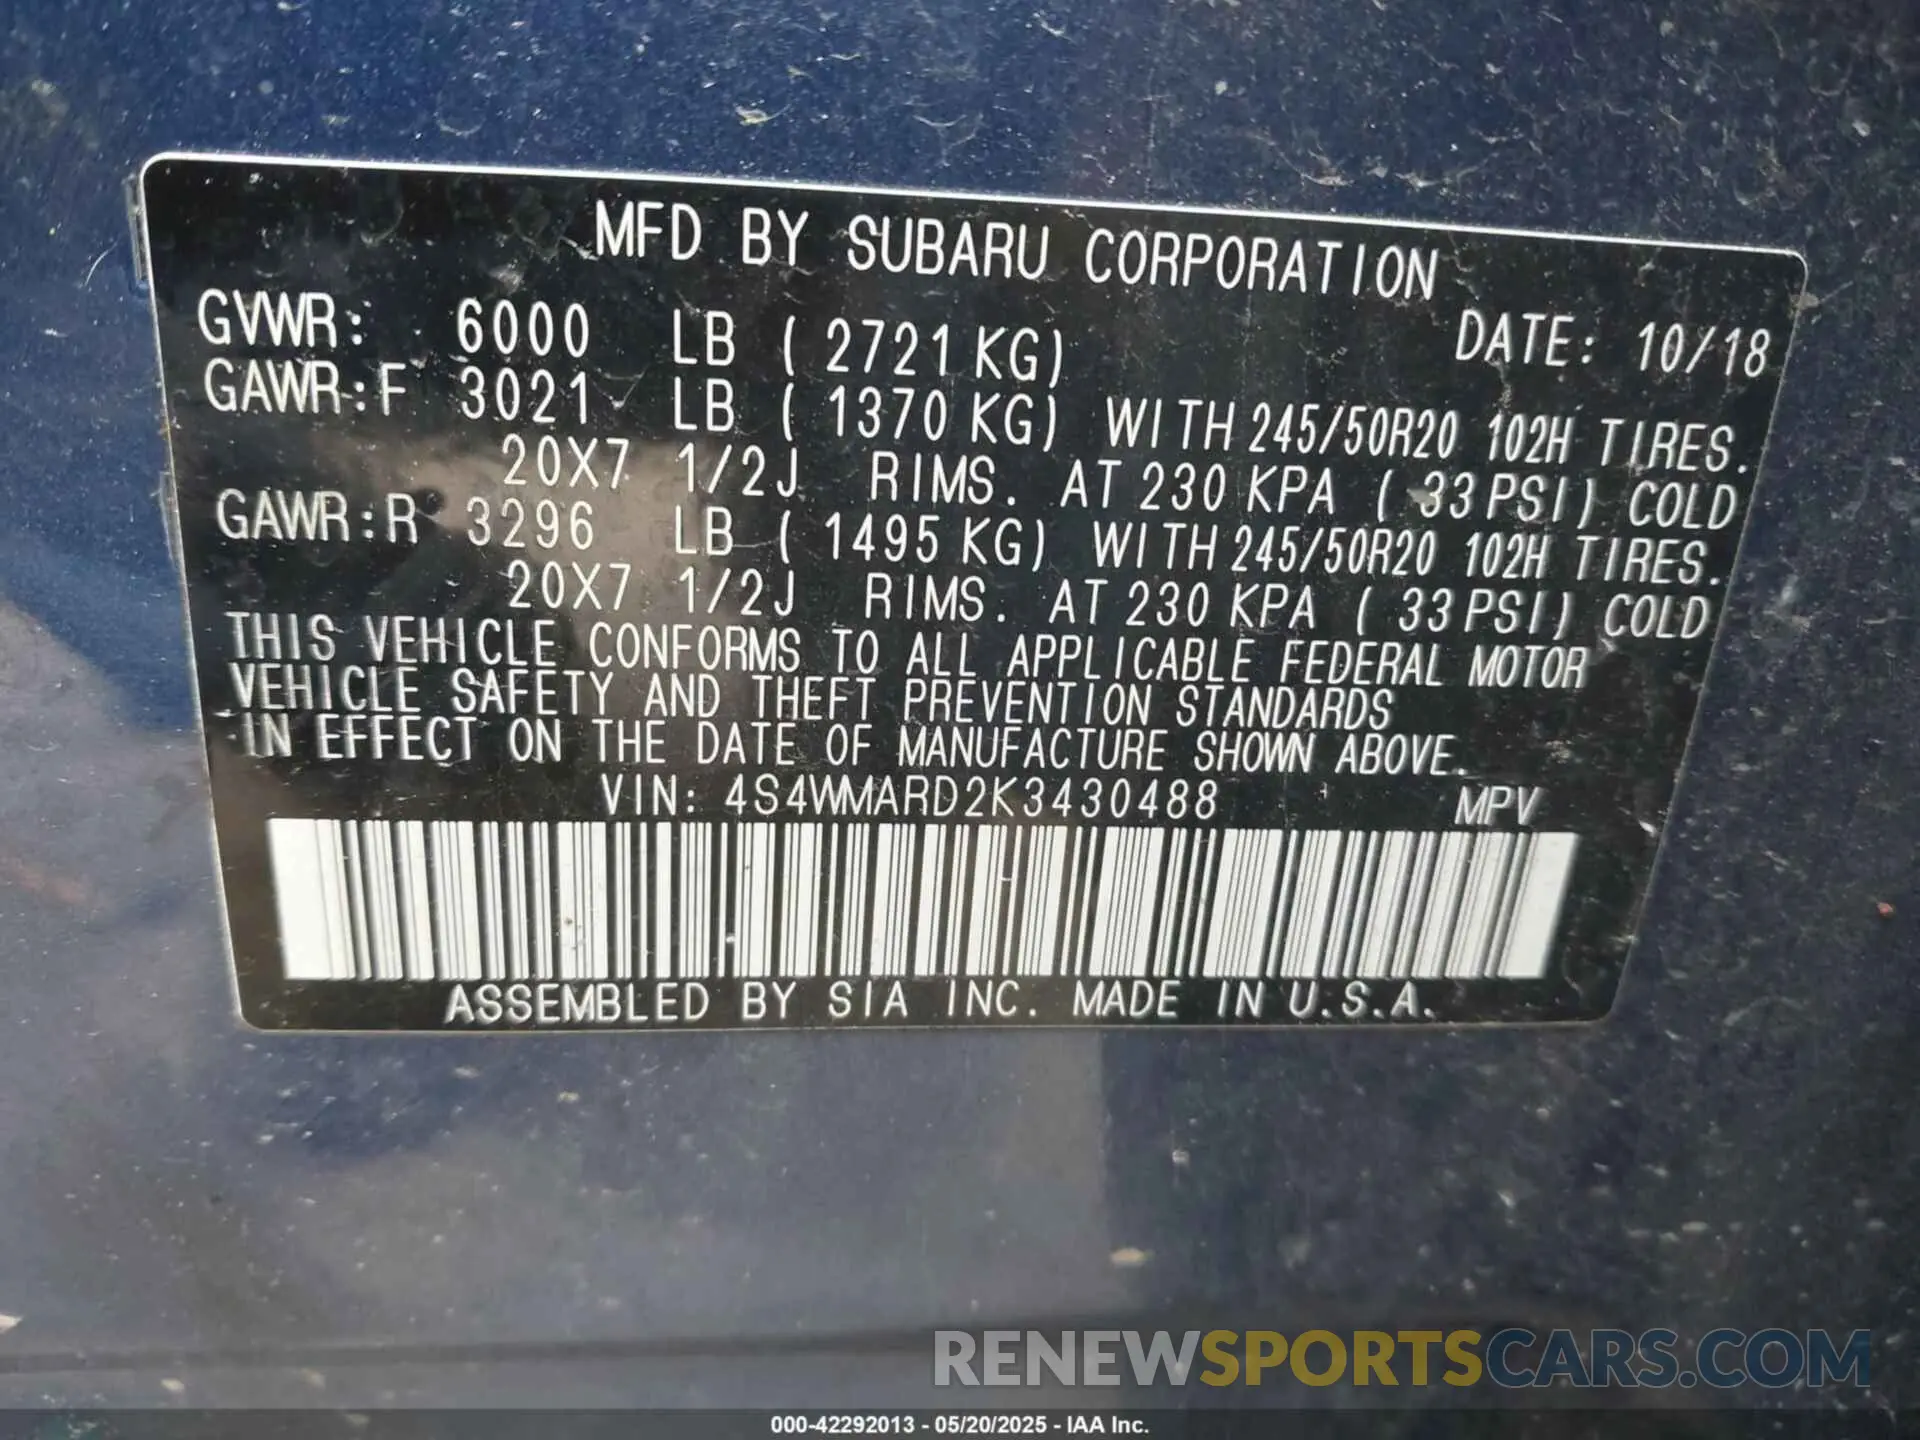 MFD BY SUBARU CORPORATION
GVWR: 6000 LB ( 2721 KG) DATE: 10/18
GAWR:F 3021 LB ( 1370 KG) WITH 245/50R20 102H TIRES.
20X7 1/2J RIMS. AT 230 KPA ( 33 PSI) COLD
GAWR:R 3296 LB ( 1495 KG) WITH 245/50R20 102H TIRES.
20X7 1/2J RIMS. AT 230 KPA ( 33 PSI) COLD
THIS VEHICLE CONFORMS TO ALL APPLICABLE FEDERAL MOTOR
VEHICLE SAFETY AND THEFT PREVENTION STANDARDS
IN EFFECT ON THE DATE OF MANUFACTURE SHOWN ABOVE.
VIN: 4S4WMARD2K3430488 MPV
ASSEMBLED BY SIA INC. MADE IN U.S.A.
RENEWSPORTSCARS.COM
000-42292013 - 05/20/2025 - IAA Inc.